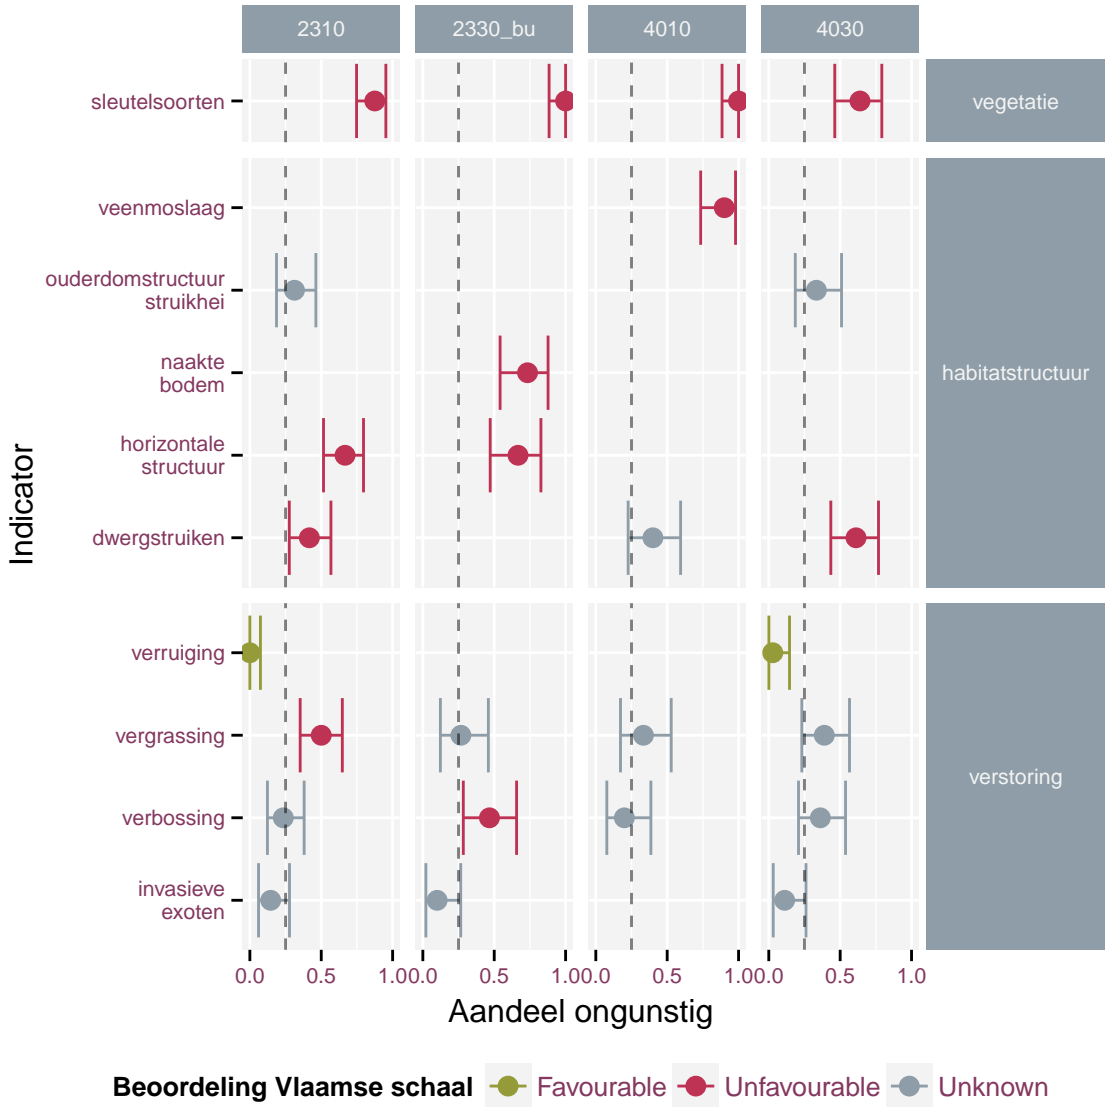 2310 2330_bu 4010 4030
sleutelsoorten
vegetatie
veenmoslaag
ouderdomstructuur
struikhei
naakte
bodem
habitatstructuur
horizontale
structuur
dwergstruiken
Indicator
verruiging
vergrassing
verstoring
verbossing
invasieve
exoten
0.0 0.5 1.0 0.0 0.5 1.0 0.0 0.5 1.0 0.0 0.5 1.0
Aandeel ongunstig
Beoordeling Vlaamse schaal Favourable Unfavourable Unknown